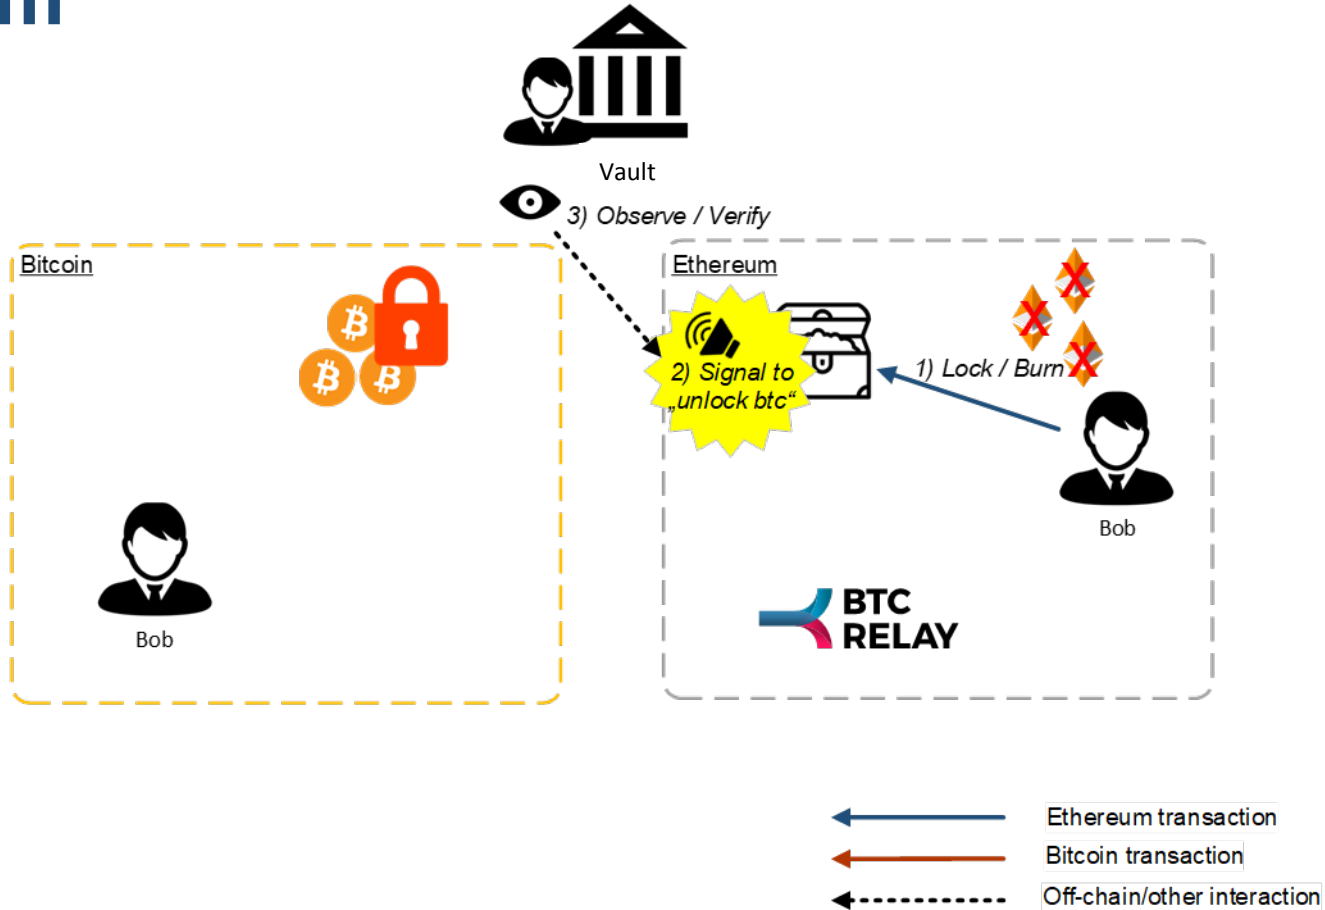 Vault
3) Observe / Verify
Bitcoin
Ethereum
1) Lock / Burn
2) Signal to
„unlock btc“
Bob
BTC
RELAY
Bob
Ethereum transaction
Bitcoin transaction
Off-chain/other interaction